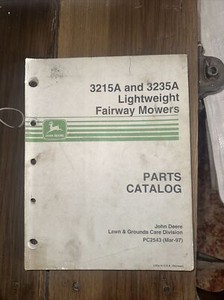 3215A and 3235A
Lightweight
Fairway Mowers
JOHN DEERE
PARTS
CATALOG
John Deere
Lawn & Grounds Care Division
PC2543 (Mar-97)